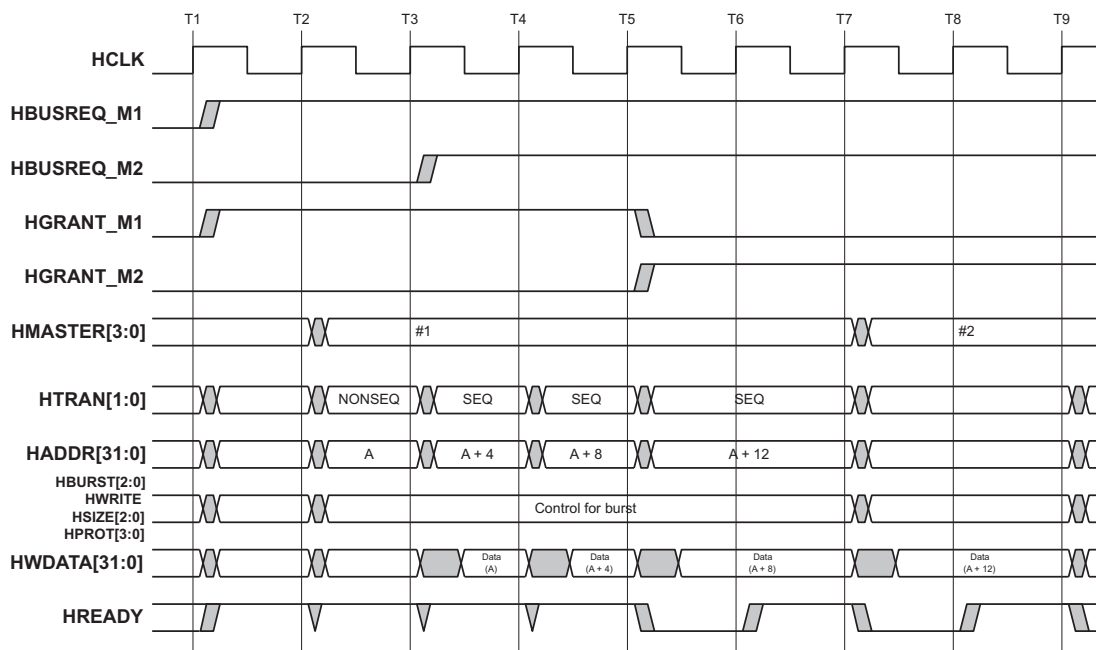 T1 T2 T3 T4 T5 T6 T7 T8 T9
HCLK
HBUSREQ_M1
HBUSREQ_M2
HGRANT_M1
HGRANT_M2
HMASTER[3:0] #1 #2
HTRAN[1:0] NONSEQ SEQ SEQ SEQ
HADDR[31:0] A A + 4 A + 8 A + 12
HBURST[2:0]
HWRITE
Control for burst
HSIZE[2:0]
HPROT[3:0]
HWDATA[31:0] Data (A) Data (A + 4) Data (A + 8) Data (A + 12)
HREADY